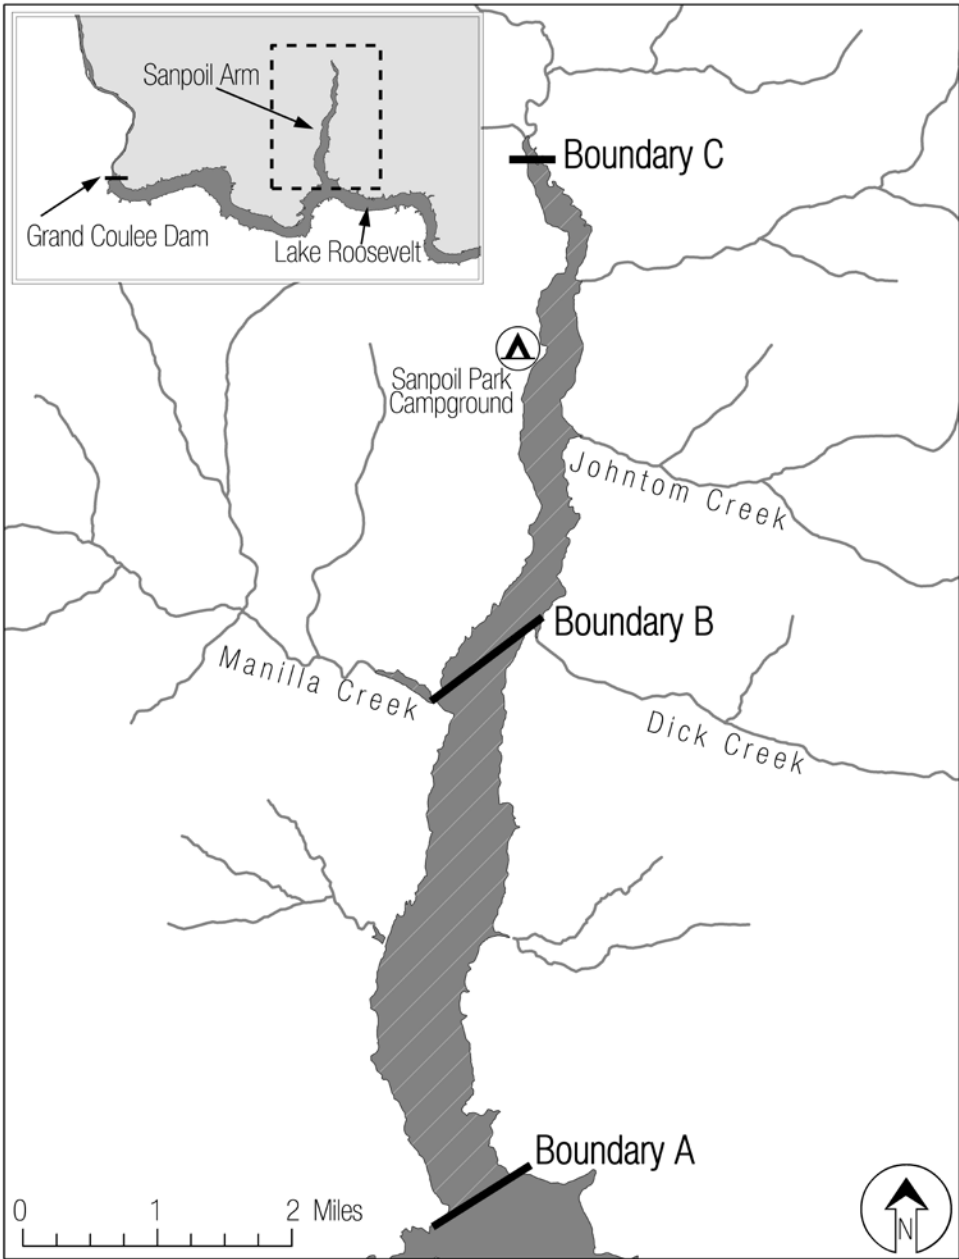 Sanpoil Arm
Grand Coulee Dam
Lake Roosevelt
Boundary C
Sanpoil Park
Campground
Johntom Creek
Boundary B
Manilla Creek
Dick Creek
Boundary A
0 1 2 Miles
N